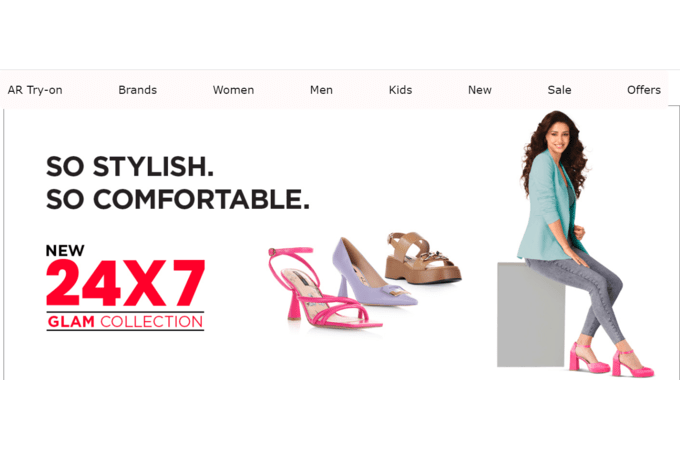 AR Try-on Brands Women Men Kids New Sale Offers
SO STYLISH.
SO COMFORTABLE.
NEW
24X7
GLAM COLLECTION